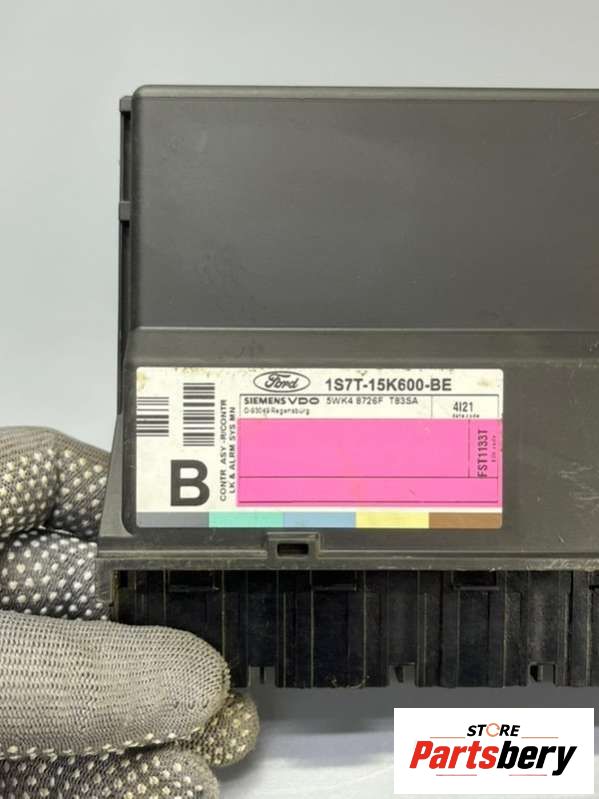 Ford 1S7T-15K600-BE
SIEMENS VDO 5WK4 8726F T83SA
D-93049 Regensburg
4I21
date code
FST1133T
B
CONTR ASY -R/CONTR
LK & ALRM SYS MN
STORE
Partsbery